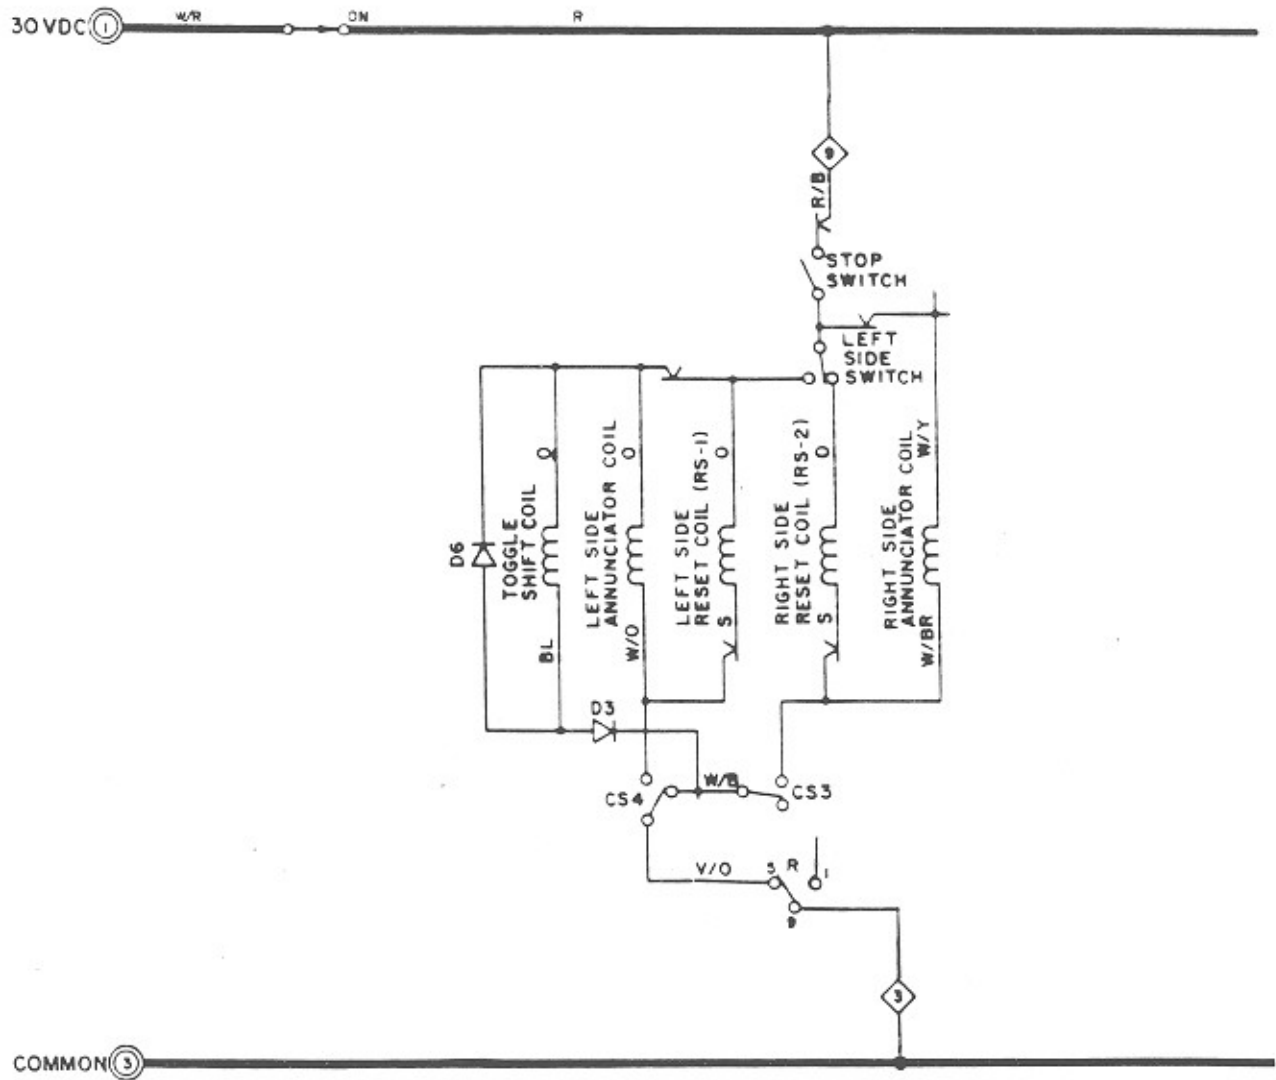 W/R
ON
R
30 VDC 1
9
R/B
STOP
SWITCH
LEFT
SIDE
SWITCH
O
O
O
O
W/Y
D6
TOGGLE
SHIFT COIL
LEFT SIDE
ANNUNCIATOR COIL
LEFT SIDE
RESET COIL (RS-1)
RIGHT SIDE
RESET COIL (RS-2)
RIGHT SIDE
ANNUNCIATOR COIL
BL
W/O
S
S
W/BR
D3
CS4
W/B
CS3
V/O
5
R
1
9
3
COMMON 3